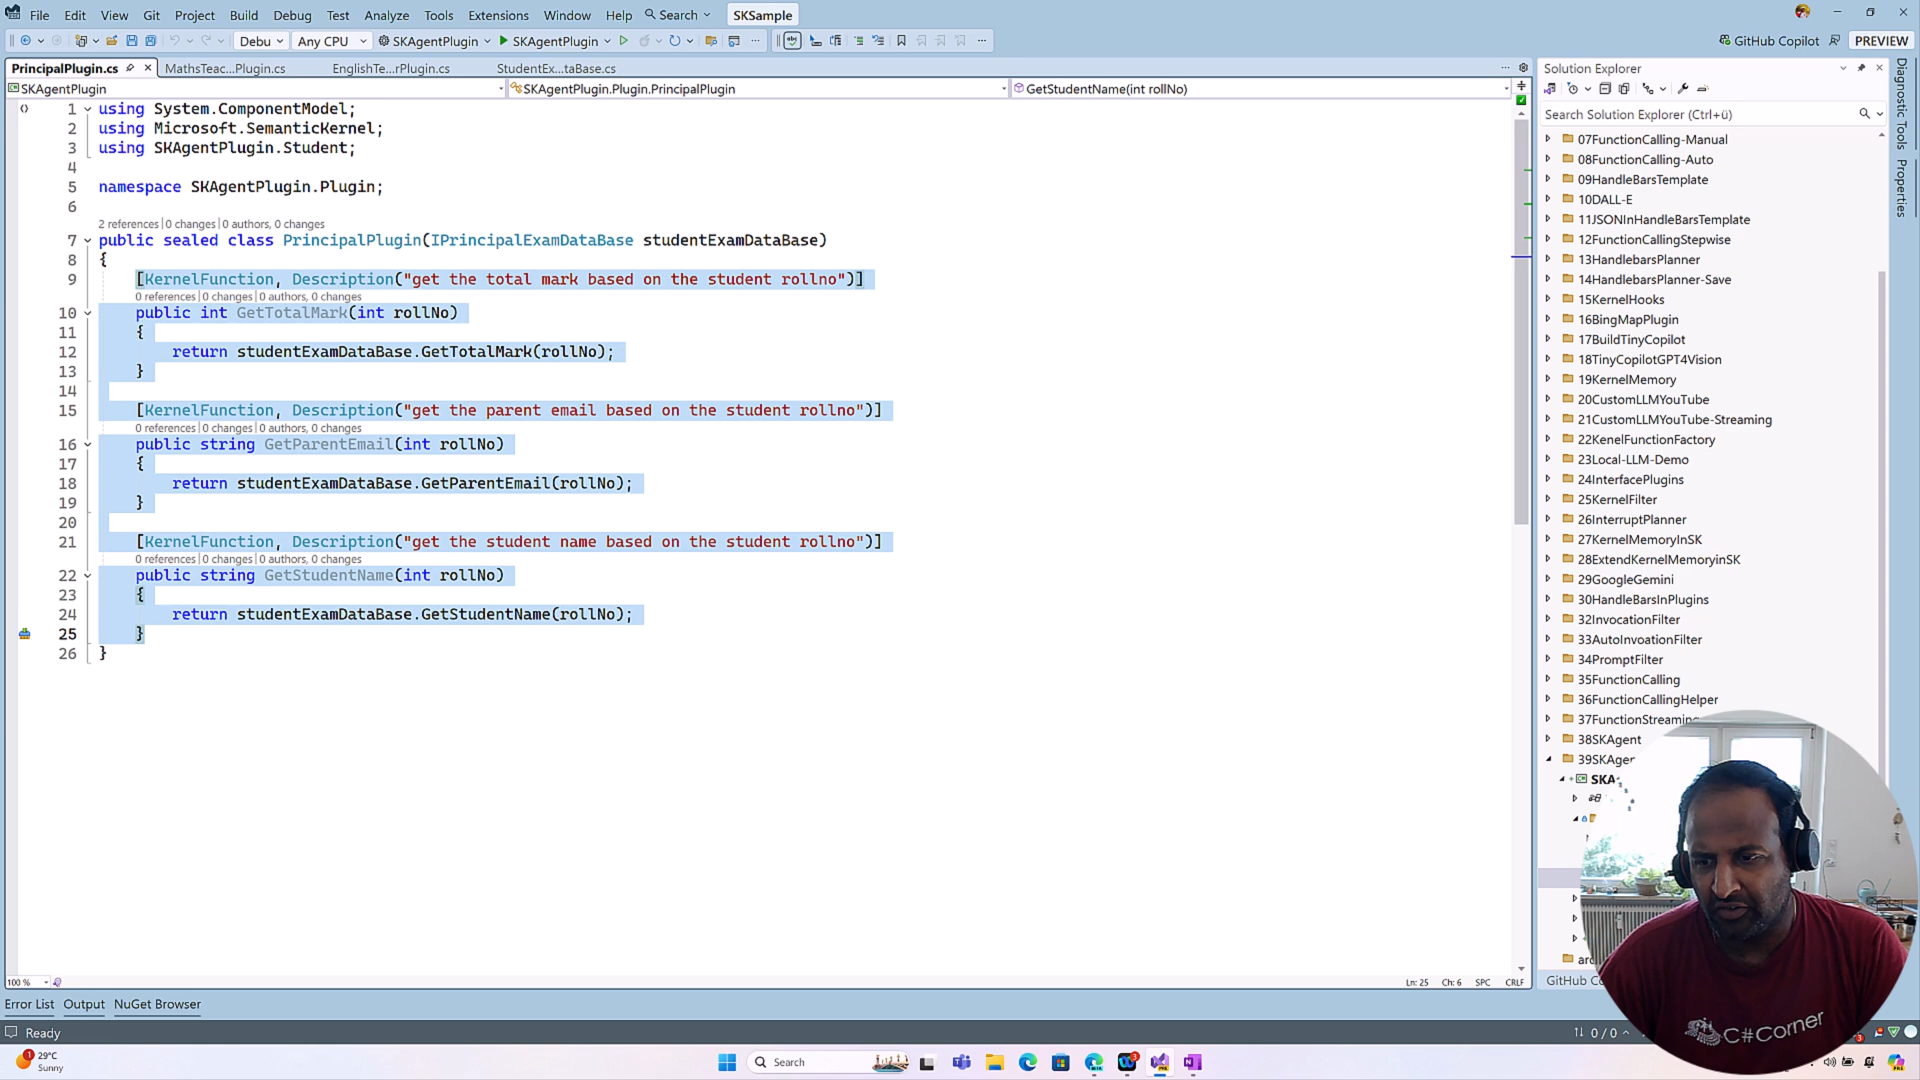 File Edit View Git Project Build Debug Test Analyze Tools Extensions Window Help Search SKSample
Debu Any CPU SKAgentPlugin SKAgentPlugin GitHub Copilot PREVIEW
PrincipalPlugin.cs MathsTeac...Plugin.cs EnglishTe...rPlugin.cs StudentEx...taBase.cs
SKAgentPlugin SKAgentPlugin.Plugin.PrincipalPlugin GetStudentName(int rollNo)
1 using System.ComponentModel;
2 using Microsoft.SemanticKernel;
3 using SKAgentPlugin.Student;
4
5 namespace SKAgentPlugin.Plugin;
6
2 references | 0 changes | 0 authors, 0 changes
7 public sealed class PrincipalPlugin(IPrincipalExamDataBase studentExamDataBase)
8 {
9 [KernelFunction, Description("get the total mark based on the student rollno")]
0 references | 0 changes | 0 authors, 0 changes
10 public int GetTotalMark(int rollNo)
11 {
12 return studentExamDataBase.GetTotalMark(rollNo);
13 }
14
15 [KernelFunction, Description("get the parent email based on the student rollno")]
0 references | 0 changes | 0 authors, 0 changes
16 public string GetParentEmail(int rollNo)
17 {
18 return studentExamDataBase.GetParentEmail(rollNo);
19 }
20
21 [KernelFunction, Description("get the student name based on the student rollno")]
0 references | 0 changes | 0 authors, 0 changes
22 public string GetStudentName(int rollNo)
23 {
24 return studentExamDataBase.GetStudentName(rollNo);
25 }
26 }
100 % Ln: 25 Ch: 6 SPC CRLF
Solution Explorer
Search Solution Explorer (Ctrl+ü)
07FunctionCalling-Manual
08FunctionCalling-Auto
09HandleBarsTemplate
10DALL-E
11JSONInHandleBarsTemplate
12FunctionCallingStepwise
13HandlebarsPlanner
14HandlebarsPlanner-Save
15KernelHooks
16BingMapPlugin
17BuildTinyCopilot
18TinyCopilotGPT4Vision
19KernelMemory
20CustomLLMYouTube
21CustomLLMYouTube-Streaming
22KenelFunctionFactory
23Local-LLM-Demo
24InterfacePlugins
25KernelFilter
26InterruptPlanner
27KernelMemoryInSK
28ExtendKernelMemoryinSK
29GoogleGemini
30HandleBarsInPlugins
32InvocationFilter
33AutoInvoationFilter
34PromptFilter
35FunctionCalling
36FunctionCallingHelper
37FunctionStreaming
38SKAgent
39SKAgen
SKA
GitHub Co
Diagnostic Tools
Properties
C#Corner
Error List Output NuGet Browser
Ready 0 / 0
1 29°C
Sunny
Search
3